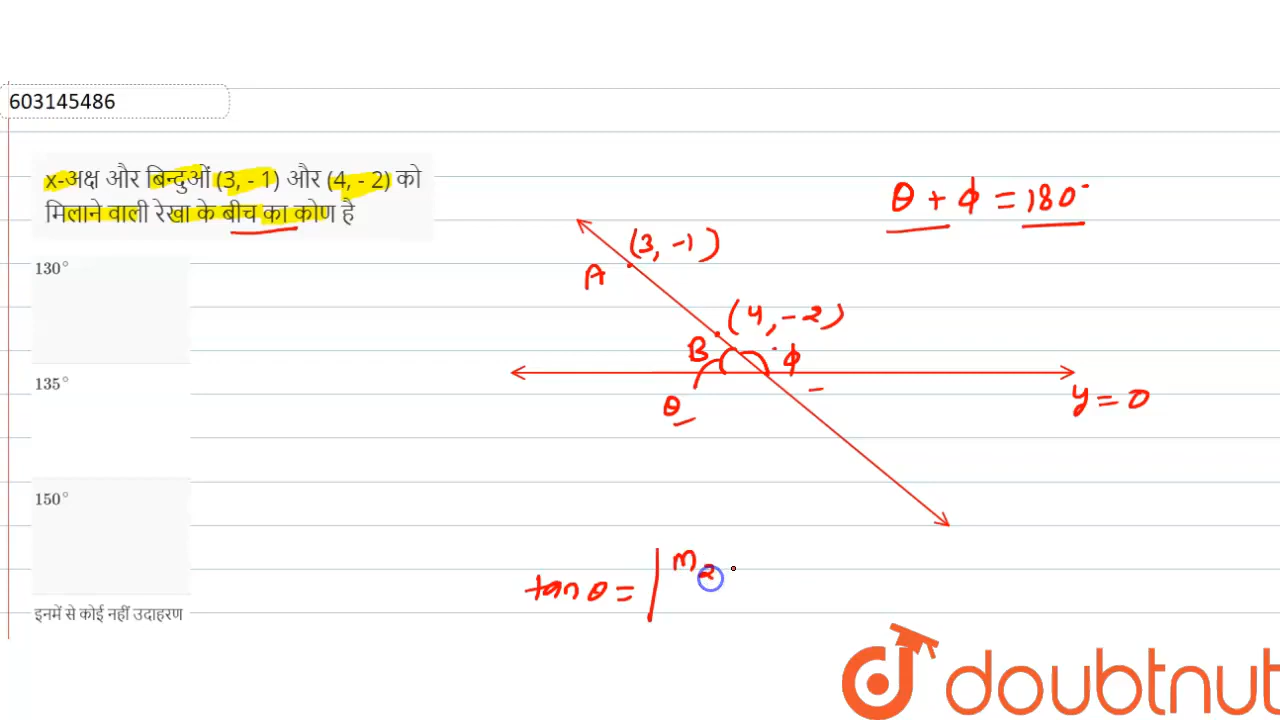 603145486
x-अक्ष और बिन्दुओं (3, - 1) और (4, - 2) को
मिलाने वाली रेखा के बीच का कोण है
130°
135°
150°
इनमें से कोई नहीं उदाहरण
θ + ϕ = 180°
(3, -1)
A
(4, -2)
B
ϕ
θ
y = 0
tan θ = | m2
doubtnut